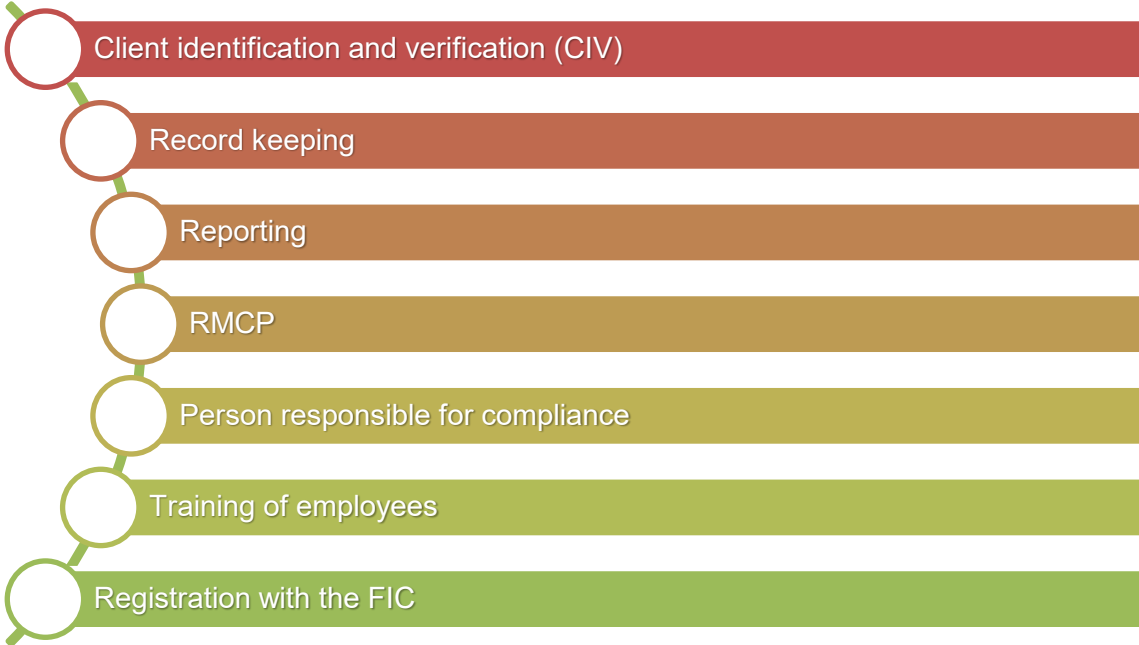 Client identification and verification (CIV)
Record keeping
Reporting
RMCP
Person responsible for compliance
Training of employees
Registration with the FIC